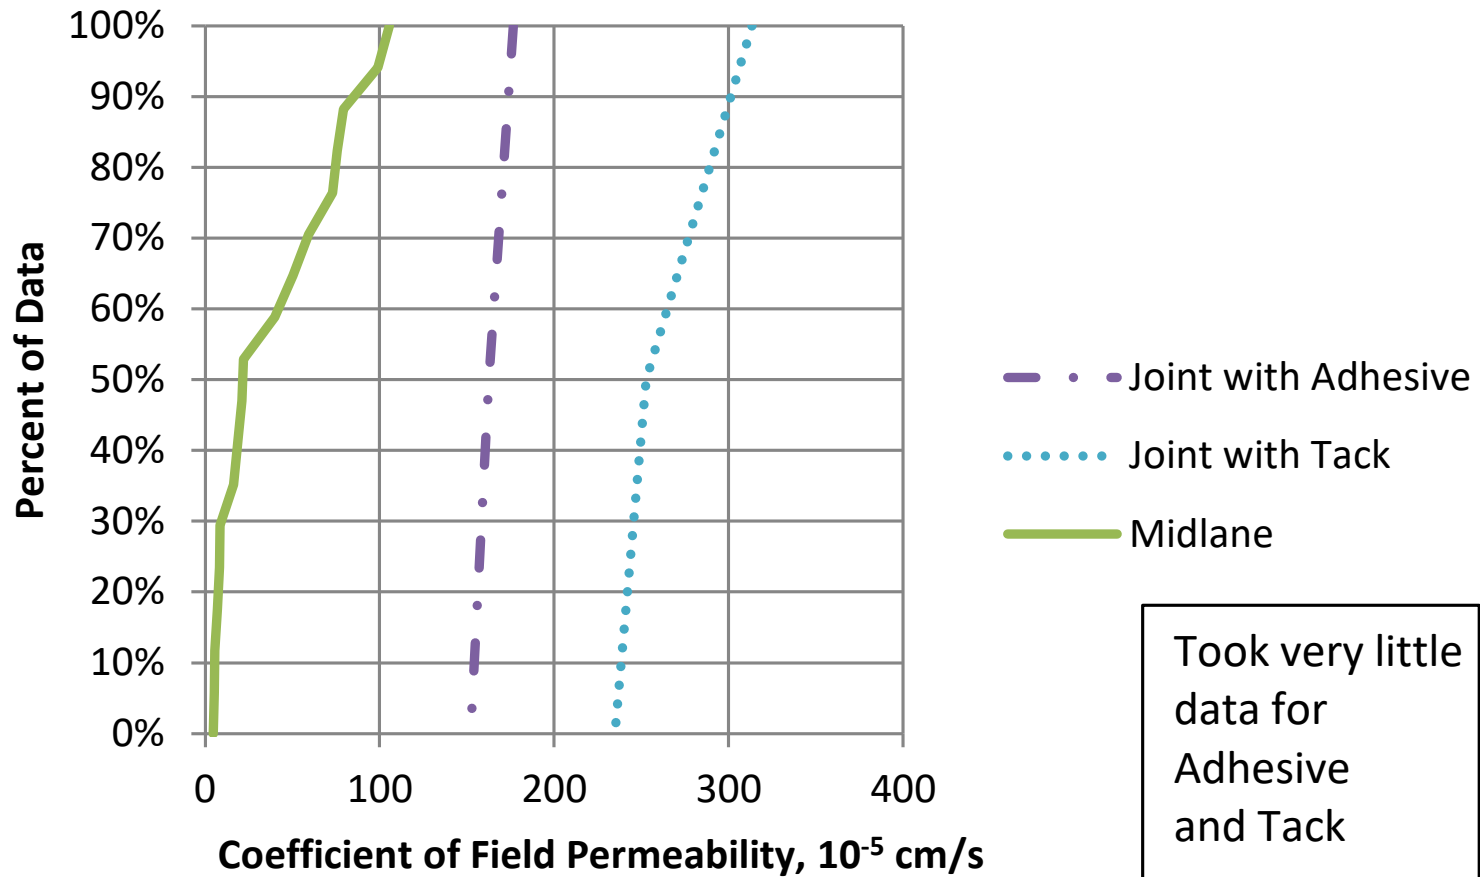 100%
90%
80%
70%
60%
50%
40%
30%
20%
10%
0%
Percent of Data
0 100 200 300 400
Coefficient of Field Permeability, 10⁻⁵ cm/s
Joint with Adhesive
Joint with Tack
Midlane
Took very little
data for
Adhesive
and Tack